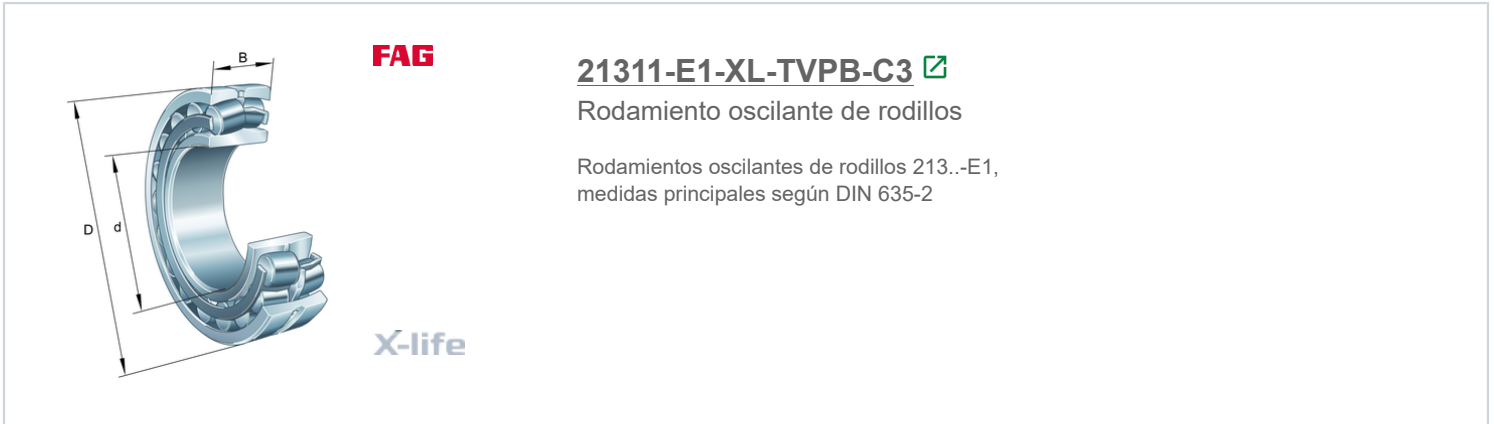 B
FAG
21311-E1-XL-TVPB-C3
Rodamiento oscilante de rodillos
Rodamientos oscilantes de rodillos 213..-E1,
medidas principales según DIN 635-2
D
d
X-life